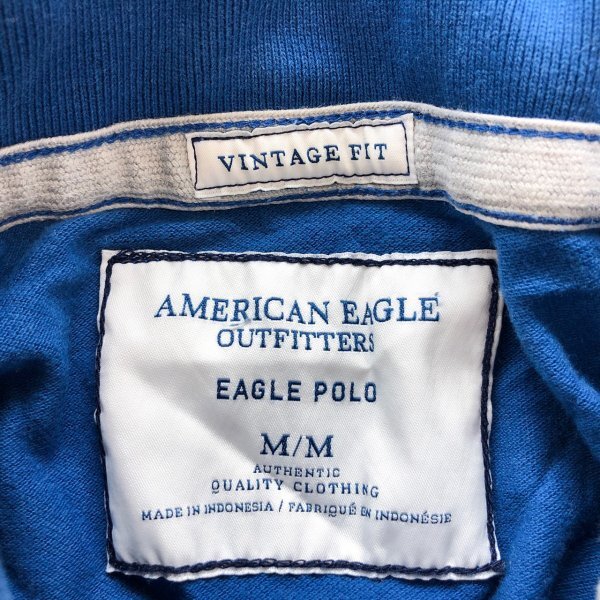 VINTAGE FIT
AMERICAN EAGLE
OUTFITTERS
EAGLE POLO
M/M
AUTHENTIC
QUALITY CLOTHING
MADE IN INDONESIA / FABRIQUÉ EN INDONÉSIE